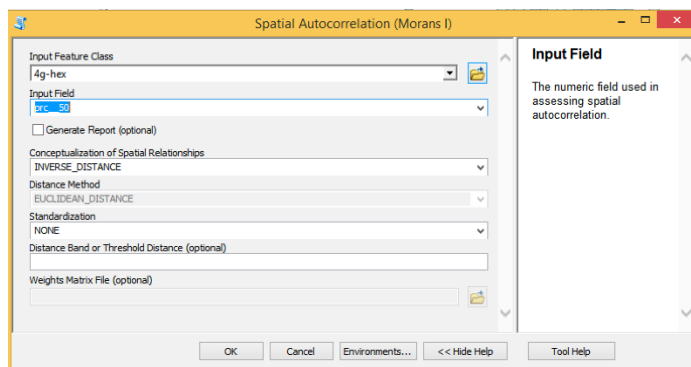 Spatial Autocorrelation (Morans I)
Input Feature Class
4g-hex
Input Field
prc__50
Generate Report (optional)
Conceptualization of Spatial Relationships
INVERSE_DISTANCE
Distance Method
EUCLIDEAN_DISTANCE
Standardization
NONE
Distance Band or Threshold Distance (optional)
Weights Matrix File (optional)
OK
Cancel
Environments...
<< Hide Help
Input Field
The numeric field used in
assessing spatial
autocorrelation.
Tool Help